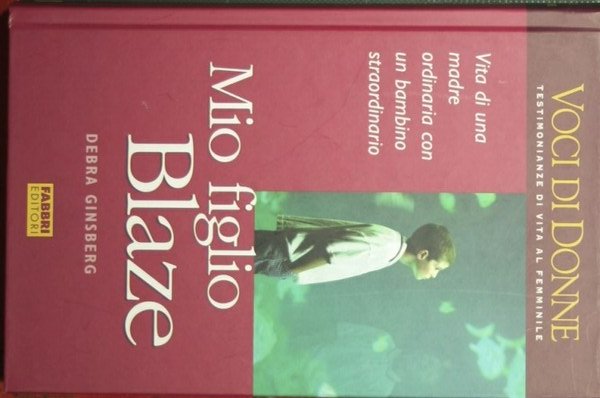 VOCI DI DONNE
TESTIMONIANZE DI VITA AL FEMMINILE
Vita di una
madre
ordinaria con
un bambino
straordinario
Mio figlio
Blaze
DEBRA GINSBERG
FABBRI
EDITORI